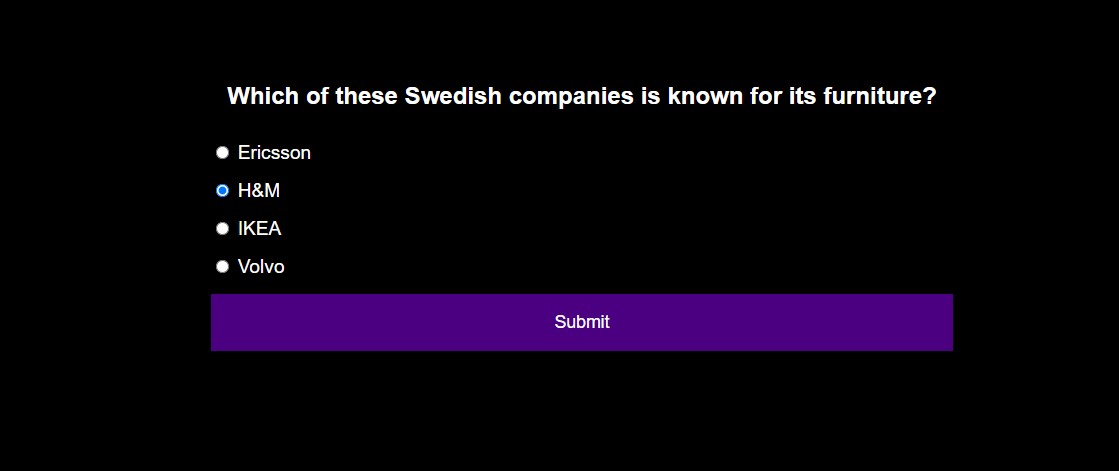 Which of these Swedish companies is known for its furniture?
Ericsson
H&M
IKEA
Volvo
Submit